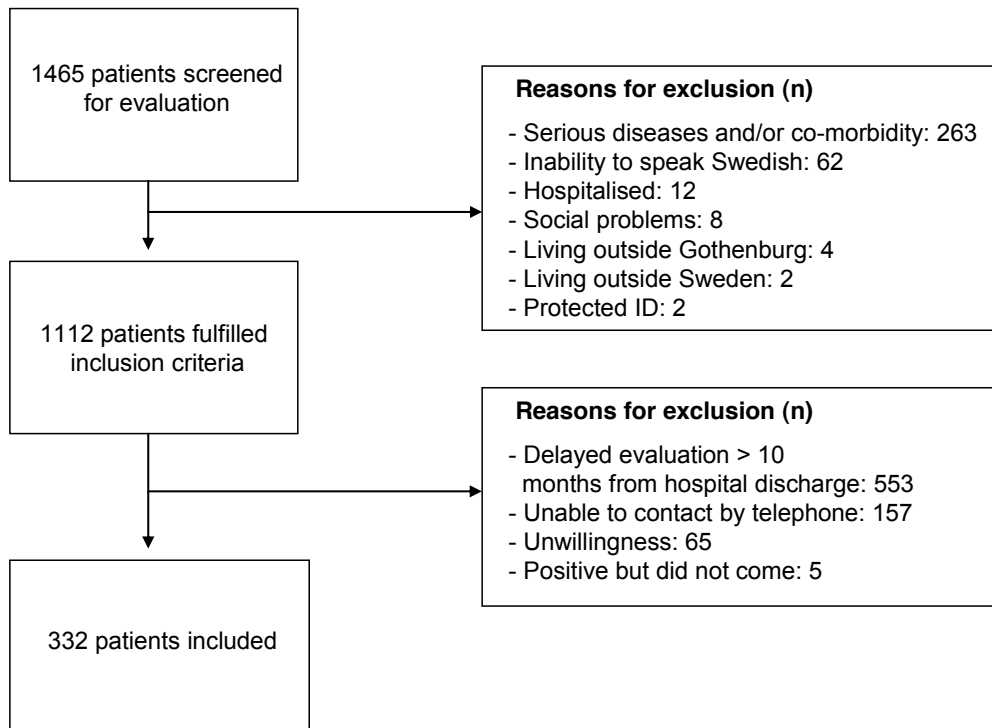 1465 patients screened
for evaluation
Reasons for exclusion (n)
- Serious diseases and/or co-morbidity: 263
- Inability to speak Swedish: 62
- Hospitalised: 12
- Social problems: 8
- Living outside Gothenburg: 4
- Living outside Sweden: 2
- Protected ID: 2
1112 patients fulfilled
inclusion criteria
Reasons for exclusion (n)
- Delayed evaluation > 10
months from hospital discharge: 553
- Unable to contact by telephone: 157
- Unwillingness: 65
- Positive but did not come: 5
332 patients included